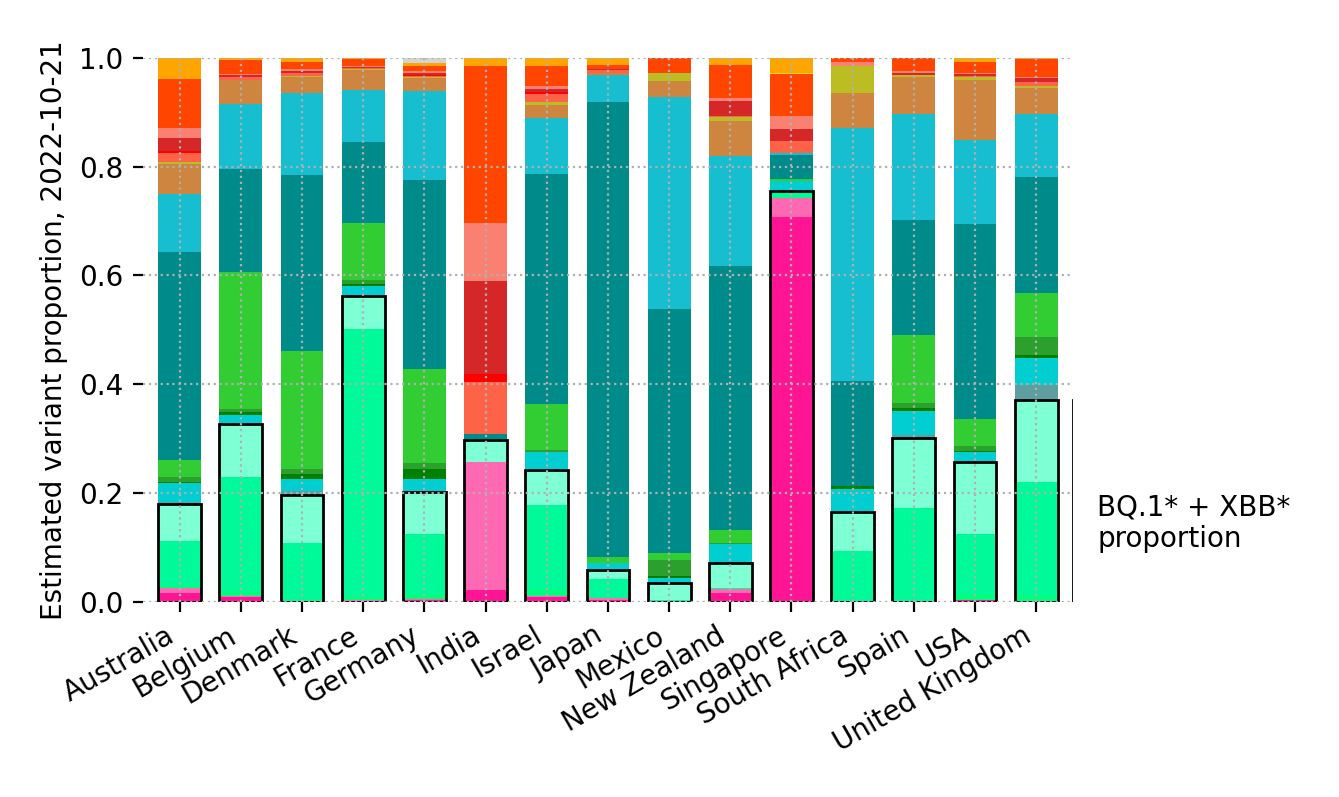 Estimated variant proportion, 2022-10-21
1.0
0.8
0.6
0.4
0.2
0.0
Australia
Belgium
Denmark
France
Germany
India
Israel
Japan
Mexico
New Zealand
Singapore
South Africa
Spain
USA
United Kingdom
BQ.1* + XBB*
proportion